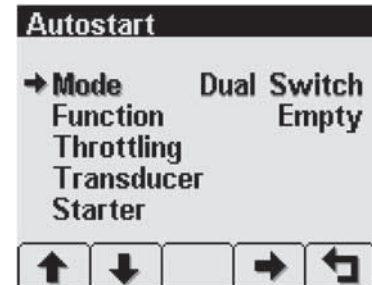 Autostart
Mode Dual Switch
Function Empty
Throttling
Transducer
Starter